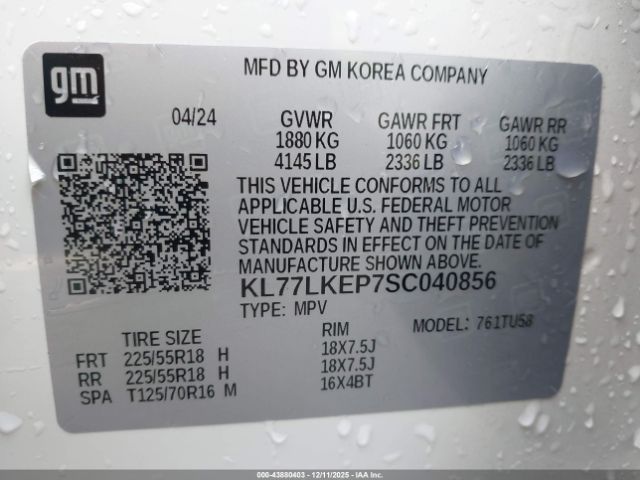 gm
MFD BY GM KOREA COMPANY
04/24 GVWR GAWR FRT GAWR RR
1880 KG 1060 KG 1060 KG
4145 LB 2336 LB 2336 LB
THIS VEHICLE CONFORMS TO ALL
APPLICABLE U.S. FEDERAL MOTOR
VEHICLE SAFETY AND THEFT PREVENTION
STANDARDS IN EFFECT ON THE DATE OF
MANUFACTURE SHOWN ABOVE.
KL77LKEP7SC040856
TYPE: MPV MODEL: 761TU58
TIRE SIZE RIM
FRT 225/55R18 H 18X7.5J
RR 225/55R18 H 18X7.5J
SPA T125/70R16 M 16X4BT
000-43880403 - 12/11/2025 - IAAI.COM